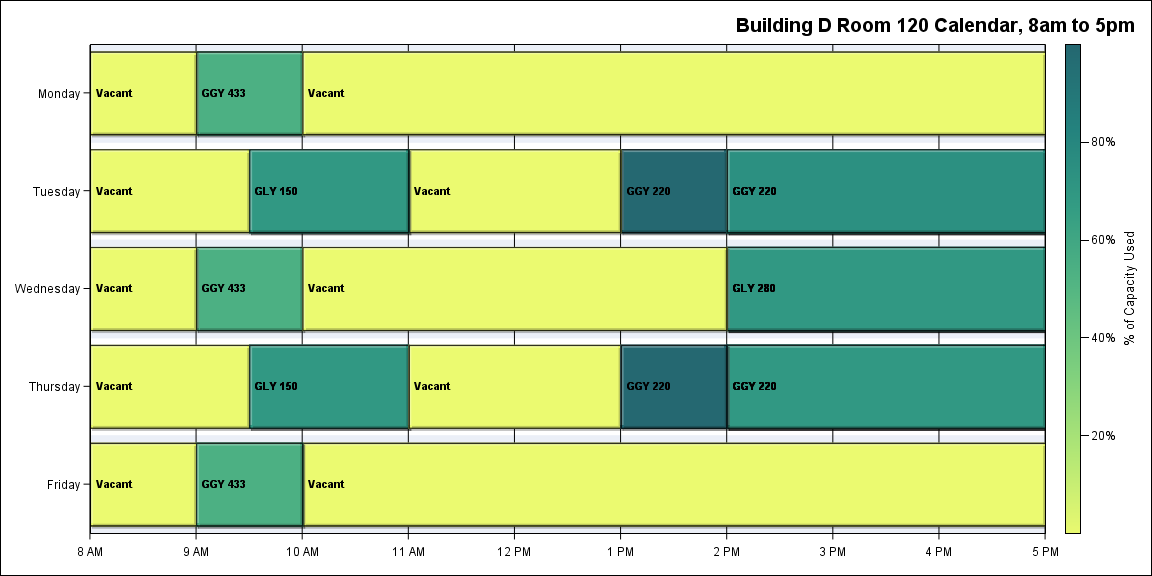 Building D Room 120 Calendar, 8am to 5pm
Monday
Vacant
GGY 433
Vacant
Tuesday
Vacant
GLY 150
Vacant
GGY 220
GGY 220
Wednesday
Vacant
GGY 433
Vacant
GLY 280
Thursday
Vacant
GLY 150
Vacant
GGY 220
GGY 220
Friday
Vacant
GGY 433
Vacant
8 AM
9 AM
10 AM
11 AM
12 PM
1 PM
2 PM
3 PM
4 PM
5 PM
80%
60%
40%
20%
% of Capacity Used